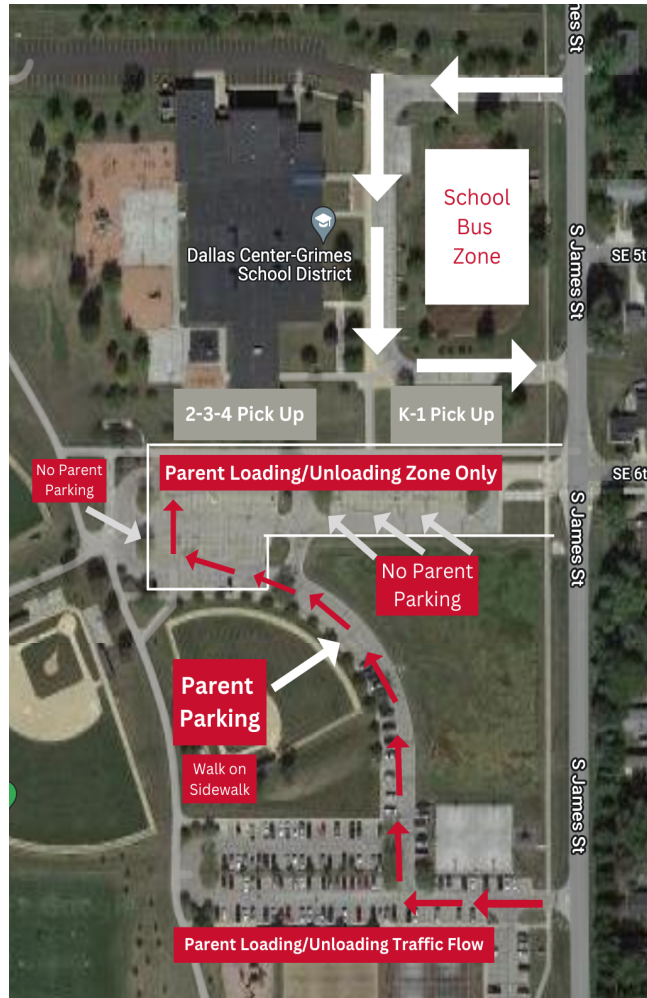 S James St
School
Bus
Zone
S James St
SE 5t
Dallas Center-Grimes
School District
2-3-4 Pick Up
K-1 Pick Up
No Parent
Parking
Parent Loading/Unloading Zone Only
SE 6t
S James St
No Parent
Parking
Parent
Parking
Walk on
Sidewalk
S James St
Parent Loading/Unloading Traffic Flow